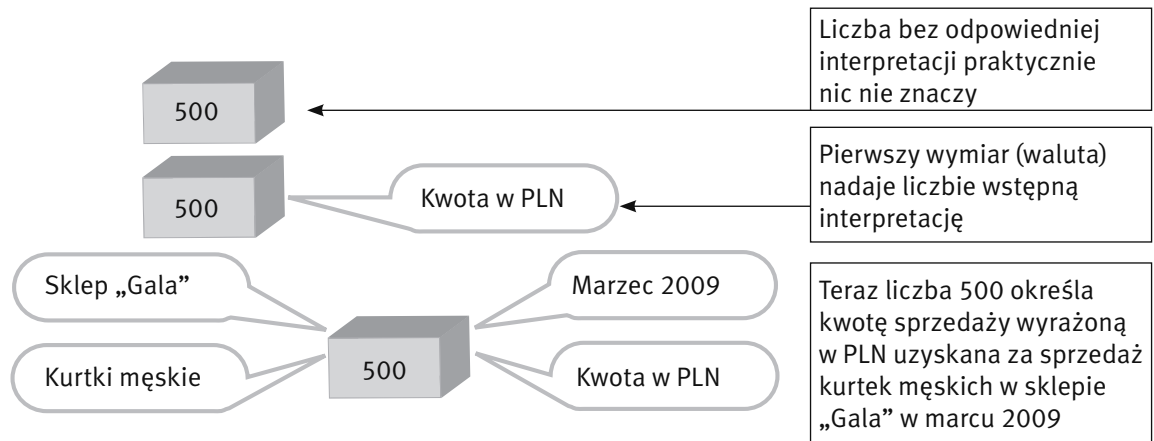 500
Liczba bez odpowiedniej
interpretacji praktycznie
nic nie znaczy
500
Kwota w PLN
Pierwszy wymiar (waluta)
nadaje liczbie wstępną
interpretację
Sklep „Gala”
Marzec 2009
Kurtki męskie
500
Kwota w PLN
Teraz liczba 500 określa
kwotę sprzedaży wyrażoną
w PLN uzyskana za sprzedaż
kurtek męskich w sklepie
„Gala” w marcu 2009